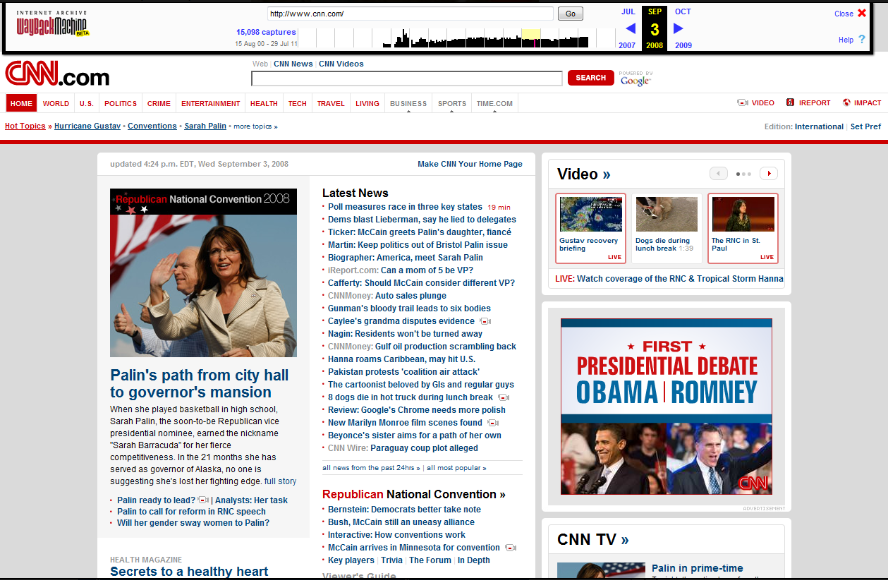 INTERNET ARCHIVE
WayBackMachine
BETA
http://www.cnn.com/
Go
JUL SEP OCT
Close
15,098 captures
15 Aug 00 - 29 Jul 11
3
2007 2008 2009
Help ?
CNN.com
Web | CNN News | CNN Videos
SEARCH
POWERED BY
Google
HOME WORLD U.S. POLITICS CRIME ENTERTAINMENT HEALTH TECH TRAVEL LIVING BUSINESS SPORTS TIME.COM
VIDEO IREPORT IMPACT
Hot Topics » Hurricane Gustav • Conventions • Sarah Palin • more topics »
Edition: International | Set Pref
updated 4:24 p.m. EDT, Wed September 3, 2008
Make CNN Your Home Page
Republican National Convention 2008
Palin's path from city hall
to governor's mansion
When she played basketball in high school,
Sarah Palin, the soon-to-be Republican vice
presidential nominee, earned the nickname
"Sarah Barracuda" for her fierce
competitiveness. In the 21 months she has
served as governor of Alaska, no one is
suggesting she's lost her fighting edge. full story
Palin ready to lead? | Analysts: Her task
Palin to call for reform in RNC speech
Will her gender sway women to Palin?
HEALTH MAGAZINE
Secrets to a healthy heart
Latest News
Poll measures race in three key states 19 min
Dems blast Lieberman, say he lied to delegates
Ticker: McCain greets Palin's daughter, fiancé
Martin: Keep politics out of Bristol Palin issue
Biographer: America, meet Sarah Palin
iReport.com: Can a mom of 5 be VP?
Cafferty: Should McCain consider different VP?
CNNMoney: Auto sales plunge
Gunman's bloody trail leads to six bodies
Caylee's grandma disputes evidence
Nagin: Residents won't be turned away
CNNMoney: Gulf oil production scrambling back
Hanna roams Caribbean, may hit U.S.
Pakistan protests 'coalition air attack'
The cartoonist beloved by GIs and regular guys
8 dogs die in hot truck during lunch break
Review: Google's Chrome needs more polish
New Marilyn Monroe film scenes found
Beyonce's sister aims for a path of her own
CNN Wire: Paraguay coup plot alleged
all news from the past 24hrs » | all most popular »
Republican National Convention »
Bernstein: Democrats better take note
Bush, McCain still an uneasy alliance
Interactive: How conventions work
McCain arrives in Minnesota for convention
Key players | Trivia | The Forum | In Depth
Viewer's Guide
Video »
Gustav recovery
briefing
LIVE
Dogs die during
lunch break 1:39
The RNC in St.
Paul
LIVE
LIVE: Watch coverage of the RNC & Tropical Storm Hanna
FIRST
PRESIDENTIAL DEBATE
OBAMA | ROMNEY
CNN
ADVERTISEMENT
CNN TV »
Palin in prime-time